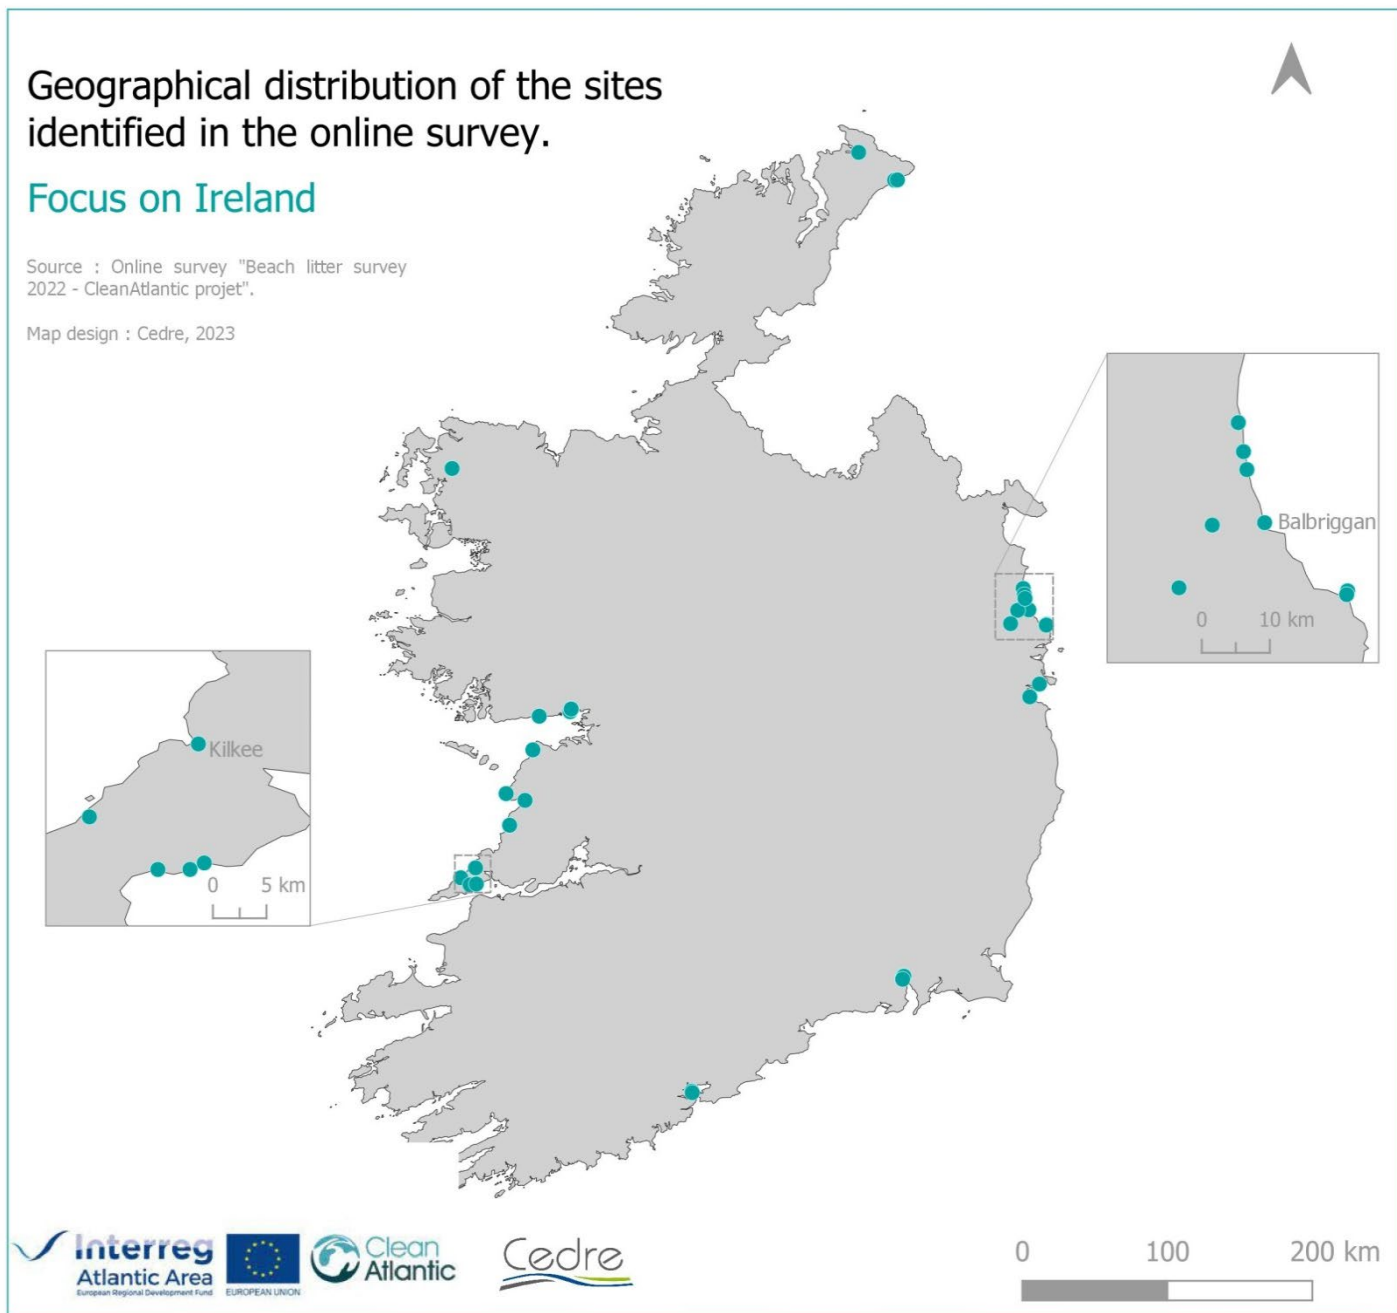 Geographical distribution of the sites
identified in the online survey.
Focus on Ireland
Source : Online survey "Beach litter survey
2022 - CleanAtlantic projet".
Map design : Cedre, 2023
Balbriggan
0 10 km
Kilkee
0 5 km
Interreg
Atlantic Area
European Regional Development Fund
EUROPEAN UNION
Clean
Atlantic
Cedre
0 100 200 km